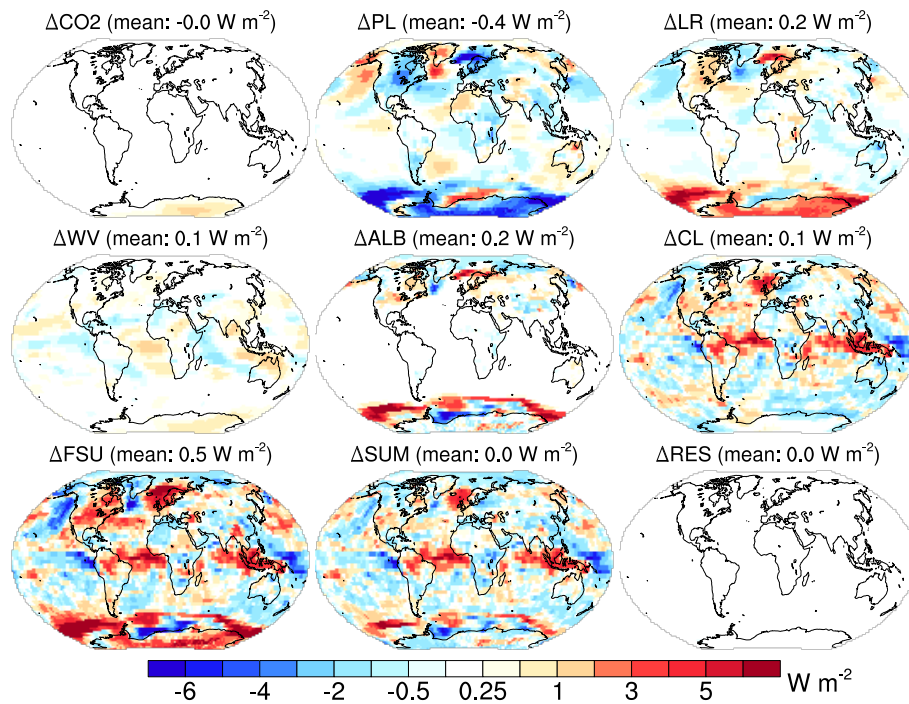 ΔCO2 (mean: -0.0 W m⁻²)
ΔPL (mean: -0.4 W m⁻²)
ΔLR (mean: 0.2 W m⁻²)
ΔWV (mean: 0.1 W m⁻²)
ΔALB (mean: 0.2 W m⁻²)
ΔCL (mean: 0.1 W m⁻²)
ΔFSU (mean: 0.5 W m⁻²)
ΔSUM (mean: 0.0 W m⁻²)
ΔRES (mean: 0.0 W m⁻²)
-6 -4 -2 -0.5 0.25 1 3 5 W m⁻²